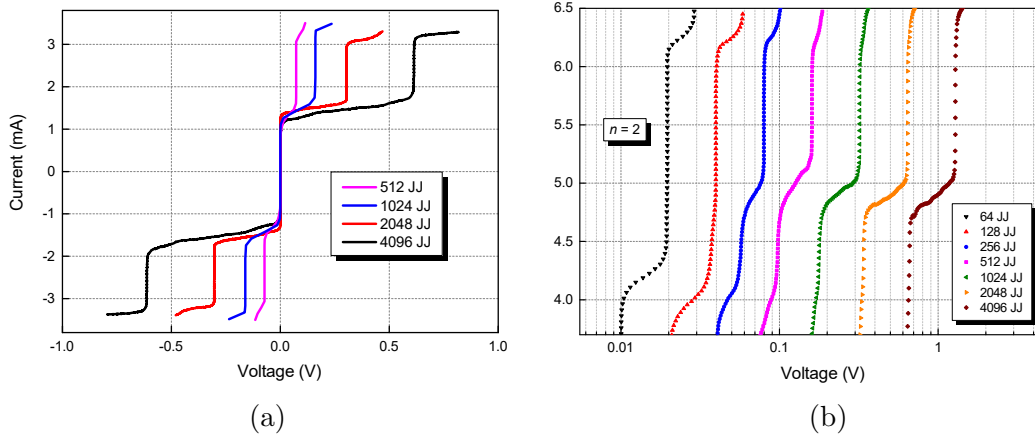 3
2
1
0
-1
-2
-3
-1.0
-0.5
0.0
0.5
1.0
Current (mA)
Voltage (V)
512 JJ
1024 JJ
2048 JJ
4096 JJ
(a)
6.5
6.0
5.5
5.0
4.5
4.0
0.01
0.1
1
Voltage (V)
n = 2
64 JJ
128 JJ
256 JJ
512 JJ
1024 JJ
2048 JJ
4096 JJ
(b)